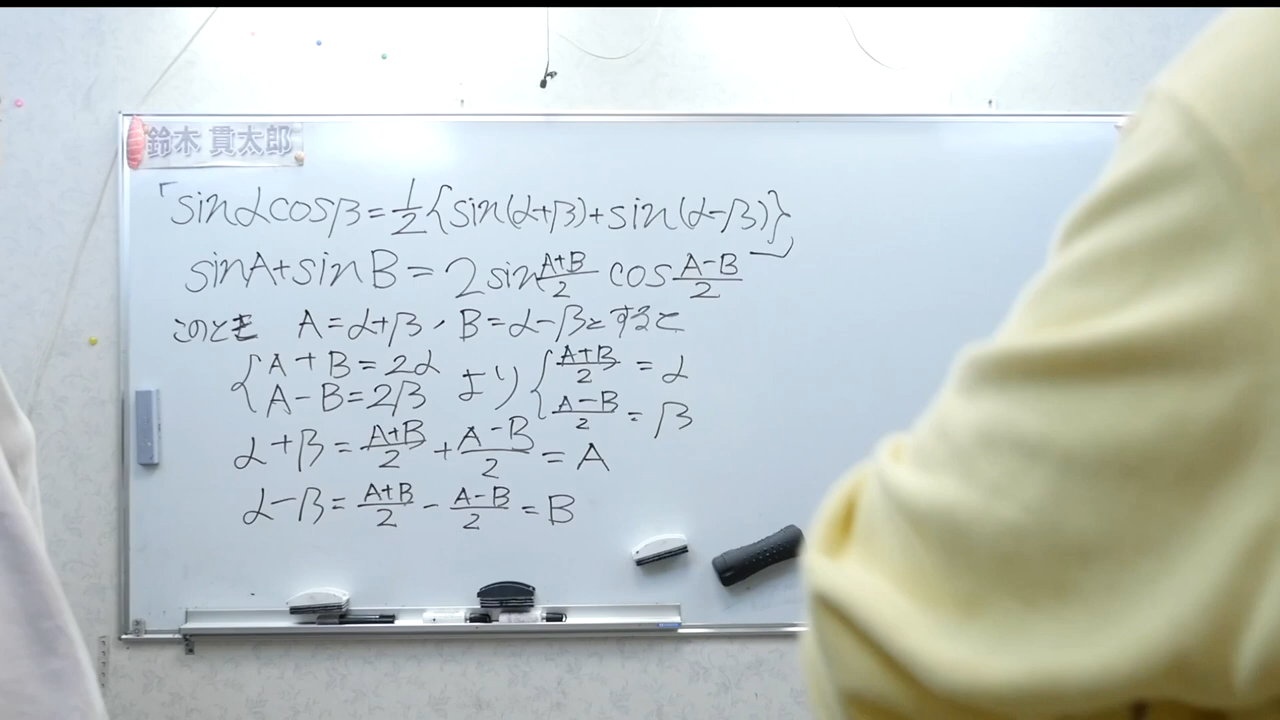 鈴木 貫太郎
「sinαcosβ=1/2{sin(α+β)+sin(α-β)}
sinA+sinB=2sin A+B/2 cos A-B/2」
このとき A=α+β, B=α-βとすると
{A+B=2α より {A+B/2=α
A-B=2β A-B/2=β
α+β=A+B/2+A-B/2=A
α-β=A+B/2-A-B/2=B